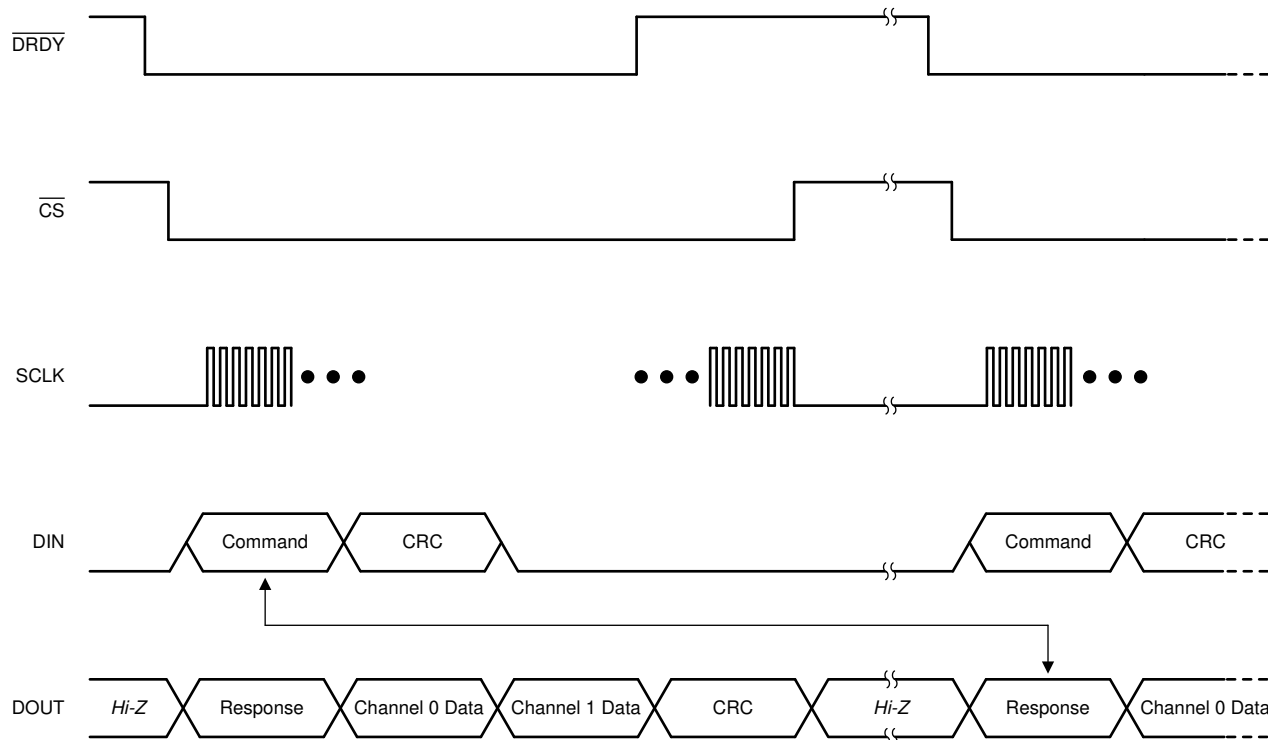 DRDY
CS
SCLK
DIN
Command
CRC
Command
CRC
DOUT
Hi-Z
Response
Channel 0 Data
Channel 1 Data
CRC
Hi-Z
Response
Channel 0 Data